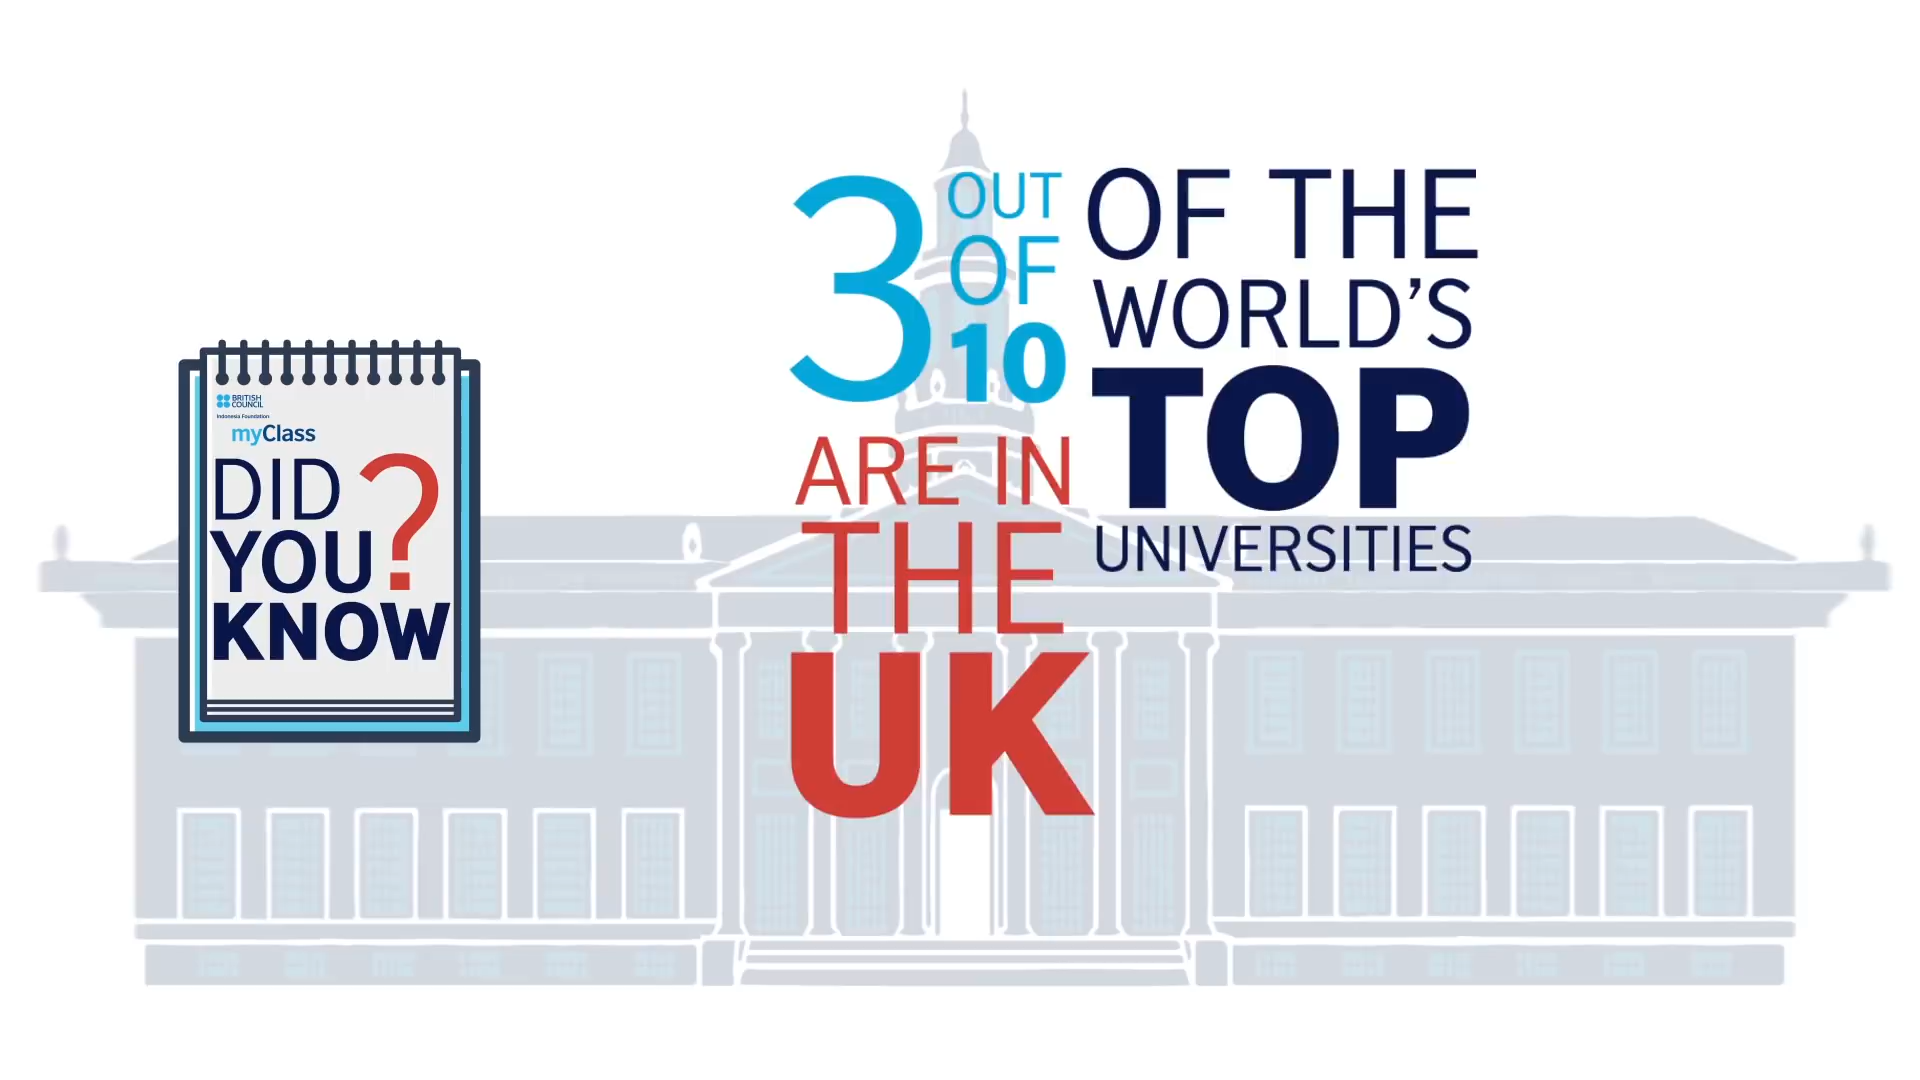 BRITISH
COUNCIL
Indonesia Foundation
myClass
DID
YOU?
KNOW
3 OUT OF 10
OF THE
WORLD'S
TOP
UNIVERSITIES
ARE IN
THE
UK